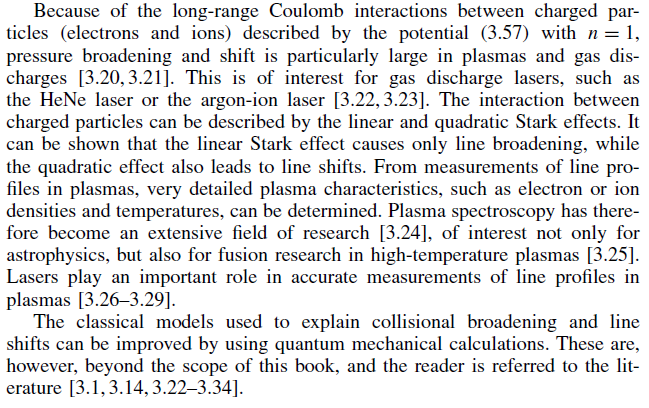 Because of the long-range Coulomb interactions between charged par-
ticles (electrons and ions) described by the potential (3.57) with n = 1,
pressure broadening and shift is particularly large in plasmas and gas dis-
charges [3.20, 3.21]. This is of interest for gas discharge lasers, such as
the HeNe laser or the argon-ion laser [3.22, 3.23]. The interaction between
charged particles can be described by the linear and quadratic Stark effects. It
can be shown that the linear Stark effect causes only line broadening, while
the quadratic effect also leads to line shifts. From measurements of line pro-
files in plasmas, very detailed plasma characteristics, such as electron or ion
densities and temperatures, can be determined. Plasma spectroscopy has there-
fore become an extensive field of research [3.24], of interest not only for
astrophysics, but also for fusion research in high-temperature plasmas [3.25].
Lasers play an important role in accurate measurements of line profiles in
plasmas [3.26–3.29].
The classical models used to explain collisional broadening and line
shifts can be improved by using quantum mechanical calculations. These are,
however, beyond the scope of this book, and the reader is referred to the lit-
erature [3.1, 3.14, 3.22–3.34].